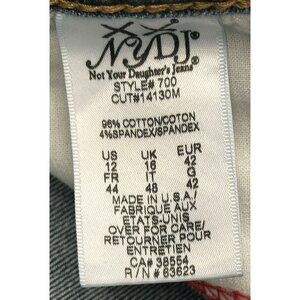 NYDJ®
Not Your Daughter's Jeans®
STYLE# 700
CUT#14130M
96% COTTON/COTON
4%SPANDEX/SPANDEX
US UK EUR
12 16 42
FR IT G
44 48 42
MADE IN U.S.A./
FABRIQUE AUX
ETATS-UNIS
OVER FOR CARE/
RETOURNER POUR
ENTRETIEN
CA# 38554
R/N # 63623